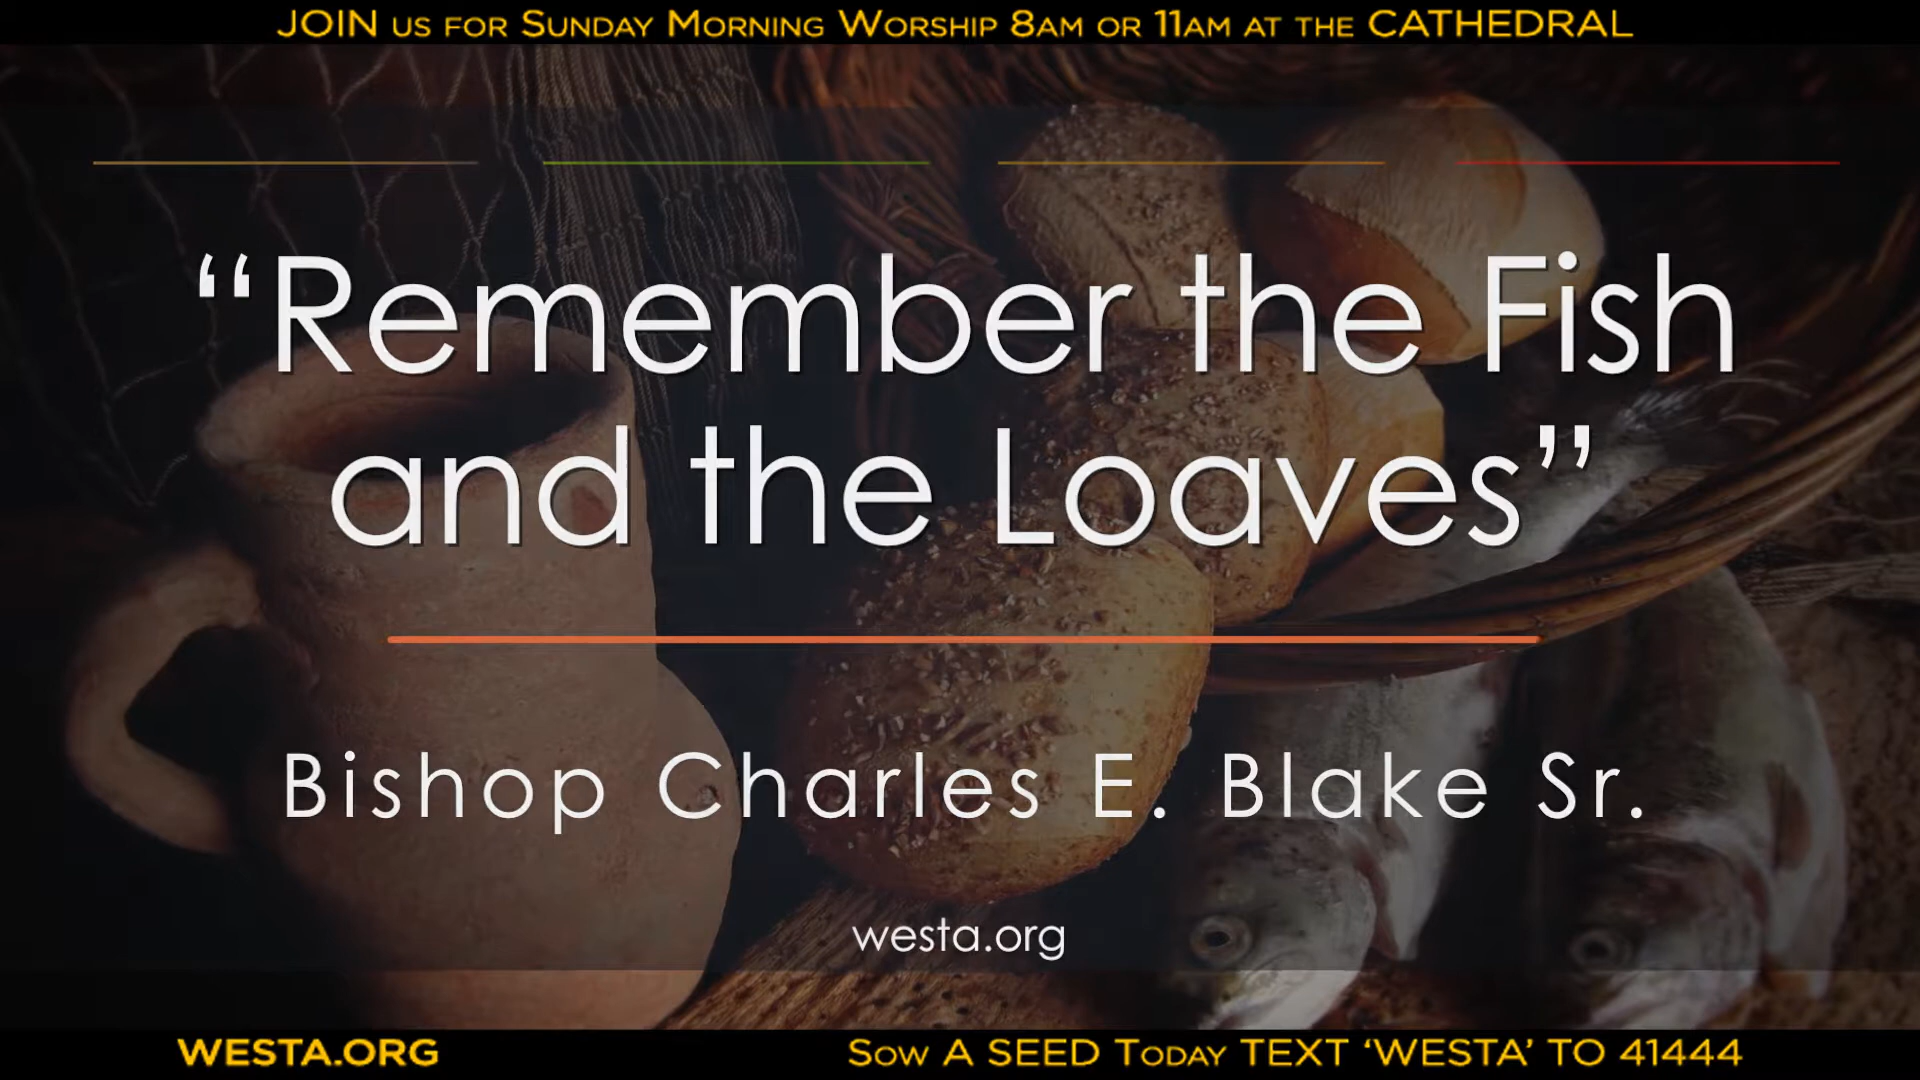 JOIN US FOR SUNDAY MORNING WORSHIP 8AM OR 11AM AT THE CATHEDRAL
“Remember the Fish
and the Loaves”
Bishop Charles E. Blake Sr.
westa.org
WESTA.ORG
SOW A SEED TODAY TEXT ‘WESTA’ TO 41444